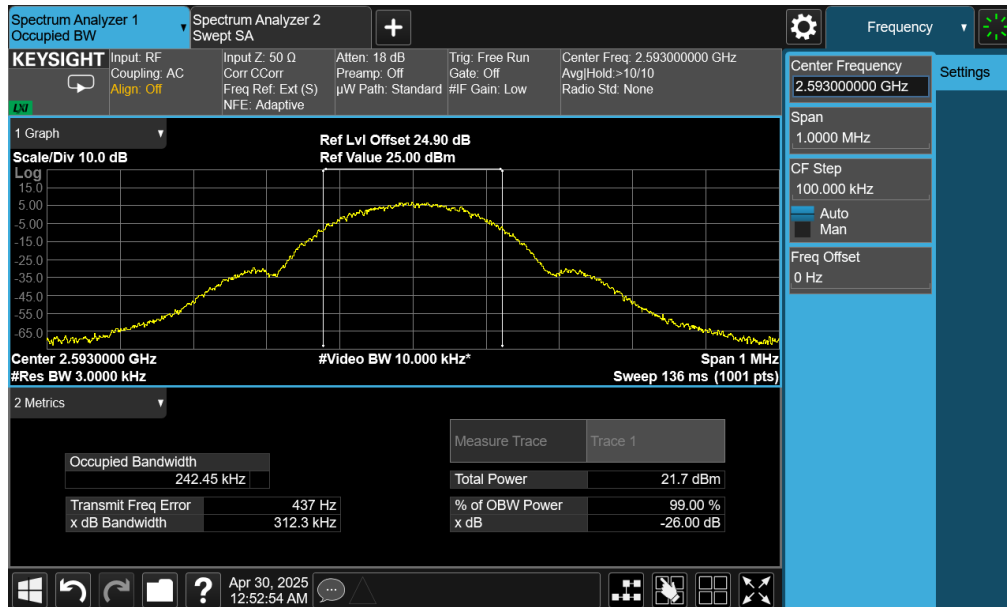 Spectrum Analyzer 1
Occupied BW
Spectrum Analyzer 2
Swept SA
+
Frequency
KEYSIGHT
LXI
Input: RF
Coupling: AC
Align: Off
Input Z: 50 Ω
Corr CCorr
Freq Ref: Ext (S)
NFE: Adaptive
Atten: 18 dB
Preamp: Off
µW Path: Standard
Trig: Free Run
Gate: Off
#IF Gain: Low
Center Freq: 2.593000000 GHz
Avg|Hold:>10/10
Radio Std: None
1 Graph
Scale/Div 10.0 dB
Ref Lvl Offset 24.90 dB
Ref Value 25.00 dBm
Log
15.0
5.00
-5.00
-15.0
-25.0
-35.0
-45.0
-55.0
-65.0
Center 2.5930000 GHz
#Res BW 3.0000 kHz
#Video BW 10.000 kHz*
Span 1 MHz
Sweep 136 ms (1001 pts)
2 Metrics
Measure Trace
Trace 1
Occupied Bandwidth
242.45 kHz
Total Power 21.7 dBm
Transmit Freq Error 437 Hz
% of OBW Power 99.00 %
x dB Bandwidth 312.3 kHz
x dB -26.00 dB
Center Frequency
2.593000000 GHz
Settings
Span
1.0000 MHz
CF Step
100.000 kHz
Auto
Man
Freq Offset
0 Hz
?
Apr 30, 2025
12:52:54 AM